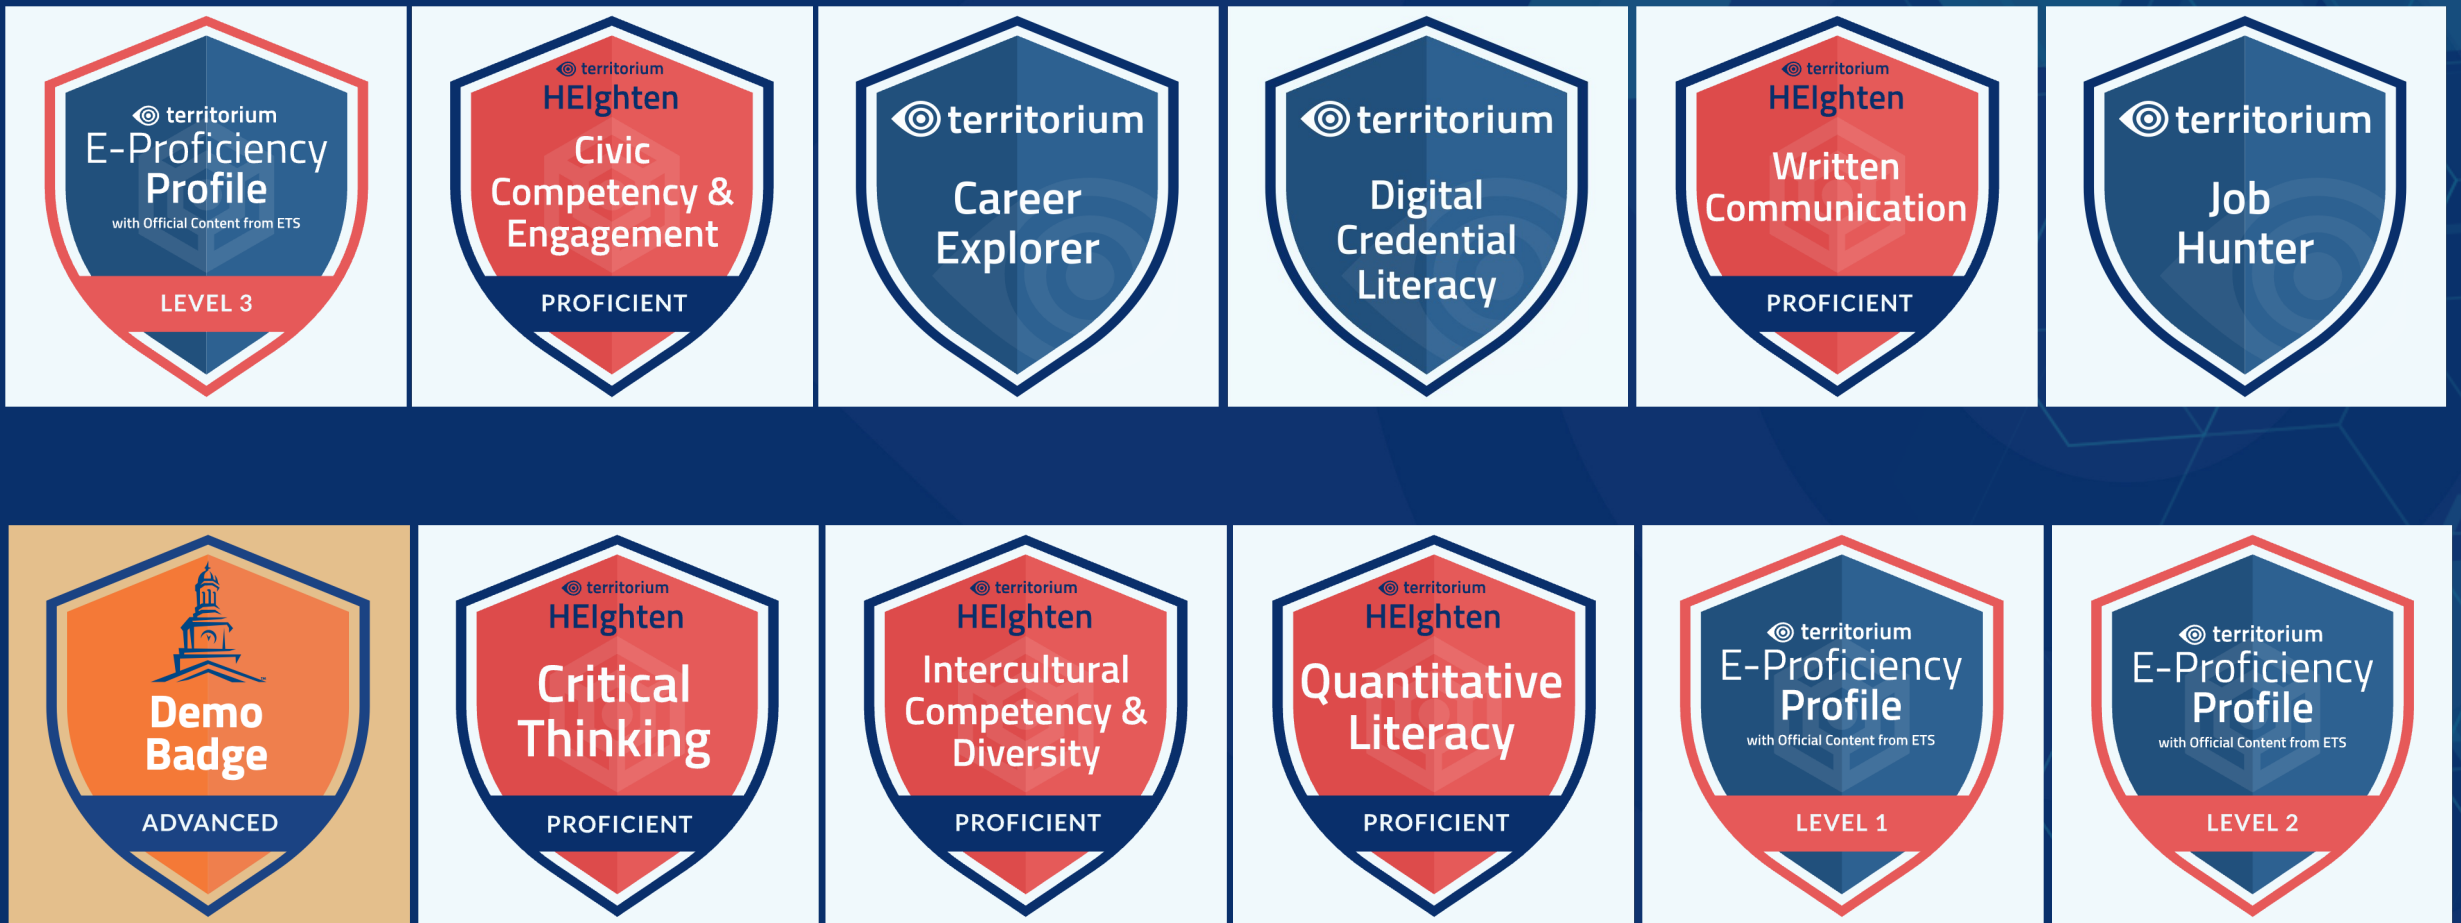 territorium
E-Proficiency
Profile
with Official Content from ETS
LEVEL 3
territorium
HEIghten
Civic
Competency &
Engagement
PROFICIENT
territorium
Career
Explorer
territorium
Digital
Credential
Literacy
territorium
HEIghten
Written
Communication
PROFICIENT
territorium
Job
Hunter
Demo
Badge
ADVANCED
territorium
HEIghten
Critical
Thinking
PROFICIENT
territorium
HEIghten
Intercultural
Competency &
Diversity
PROFICIENT
territorium
HEIghten
Quantitative
Literacy
PROFICIENT
territorium
E-Proficiency
Profile
with Official Content from ETS
LEVEL 1
territorium
E-Proficiency
Profile
with Official Content from ETS
LEVEL 2